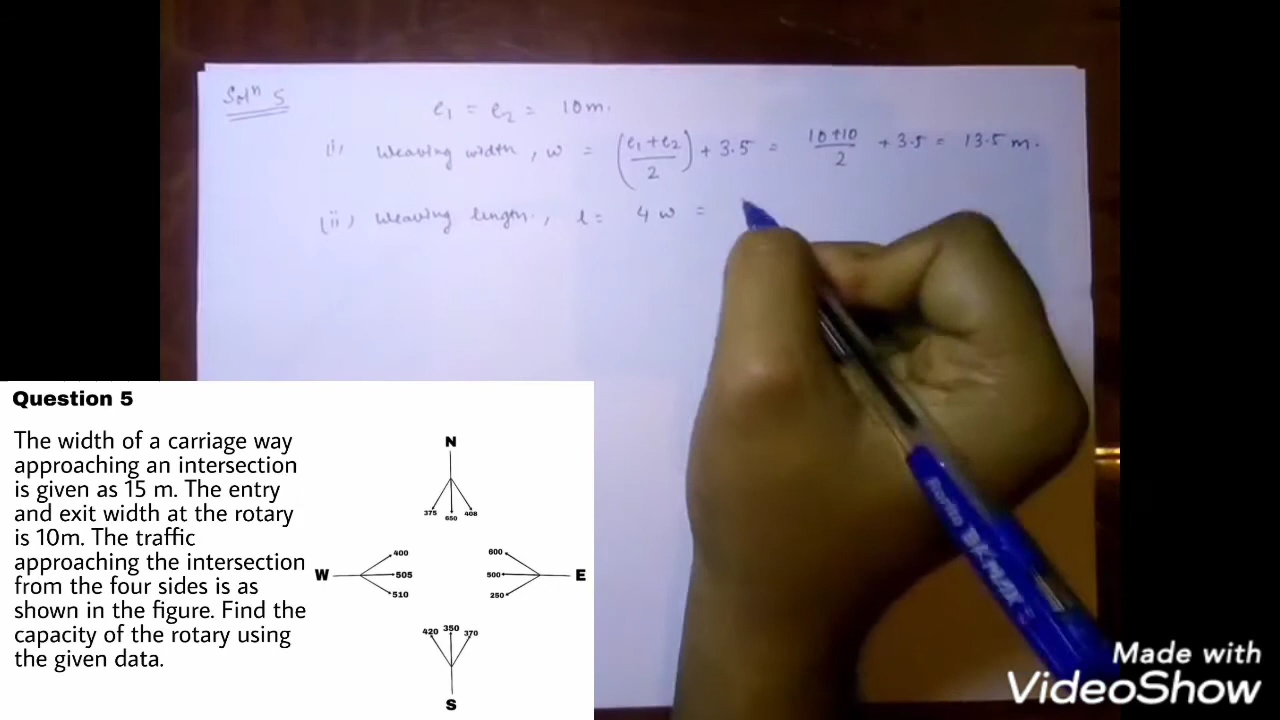 Solⁿ 5
e₁ = e₂ = 10m.
(i) Weaving width, w = (e₁+e₂/2) + 3.5 = 10+10/2 + 3.5 = 13.5 m.
(ii) Weaving length, l = 4w =
Question 5
The width of a carriage way
approaching an intersection
is given as 15 m. The entry
and exit width at the rotary
is 10m. The traffic
approaching the intersection
from the four sides is as
shown in the figure. Find the
capacity of the rotary using
the given data.
N
375 650 408
W
400
505
510
600
500
250
E
420 350 370
S
Made with
VideoShow